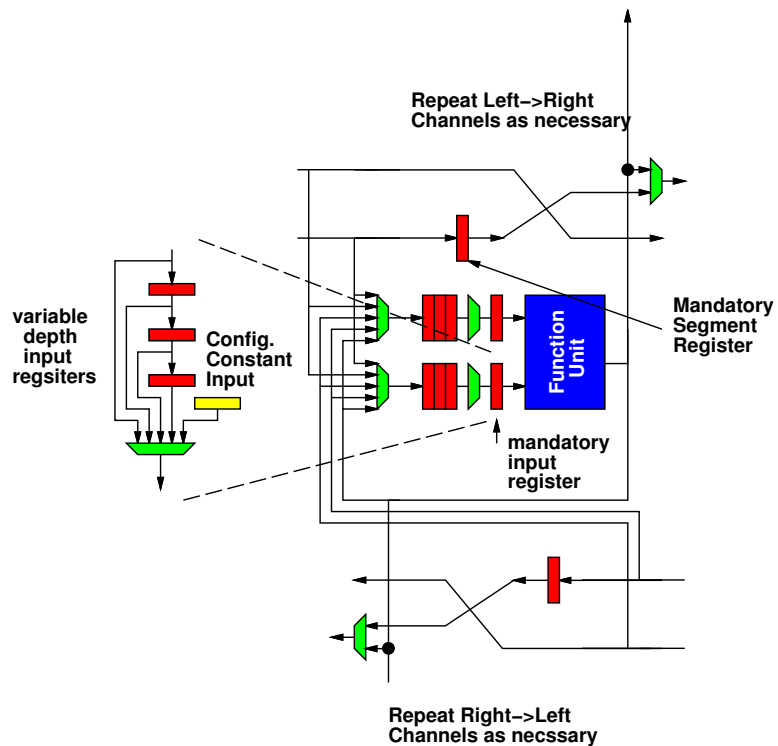 Repeat Left->Right
Channels as necessary
variable
depth
input
regsiters
Config.
Constant
Input
Function
Unit
Mandatory
Segment
Register
mandatory
input
register
Repeat Right->Left
Channels as necssary